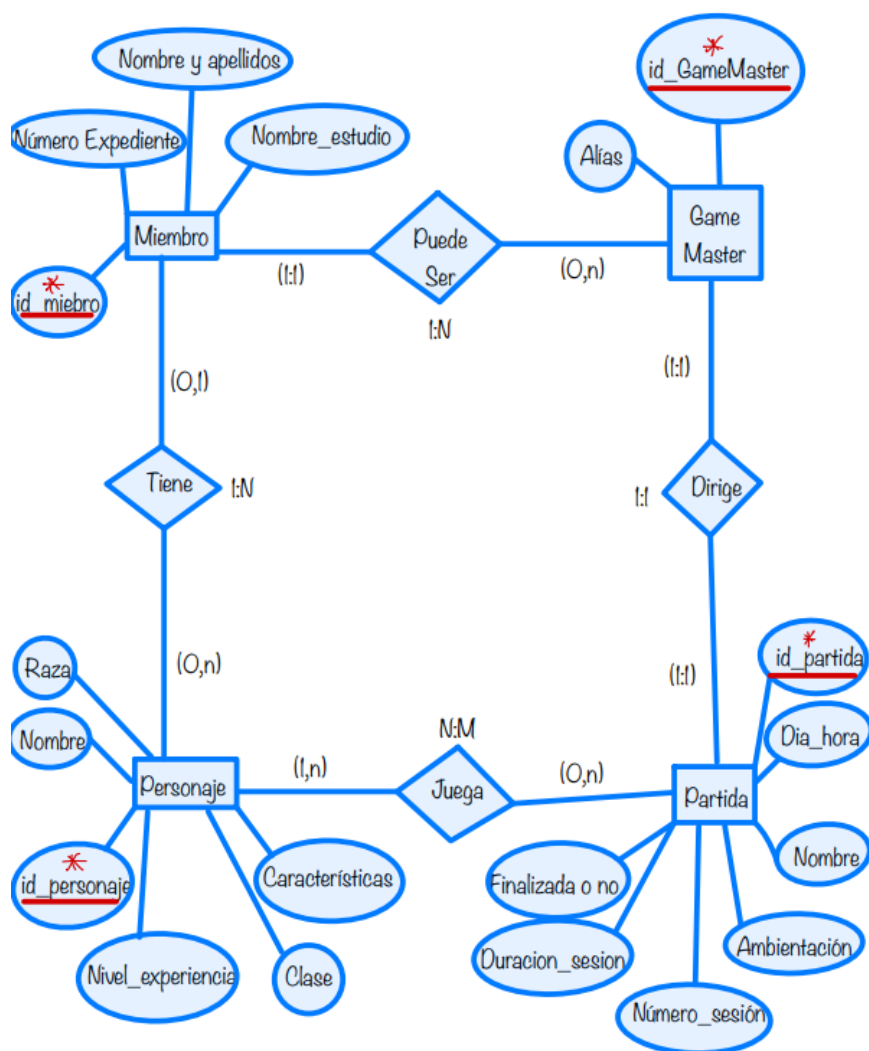 Nombre y apellidos
*
id_GameMaster
Número Expediente
Nombre_estudio
Alías
Miembro
Puede
Ser
Game
Master
(1:1)
(0,n)
*
id_miebro
1:N
(0,1)
(1:1)
Tiene
1:N
1:1
Dirige
(0,n)
(1:1)
*
id_partida
Raza
Nombre
N:M
Dia_hora
(1,n)
(0,n)
Personaje
Juega
Partida
Nombre
*
id_personaje
Características
Finalizada o no
Ambientación
Nivel_experiencia
Clase
Duracion_sesion
Número_sesión